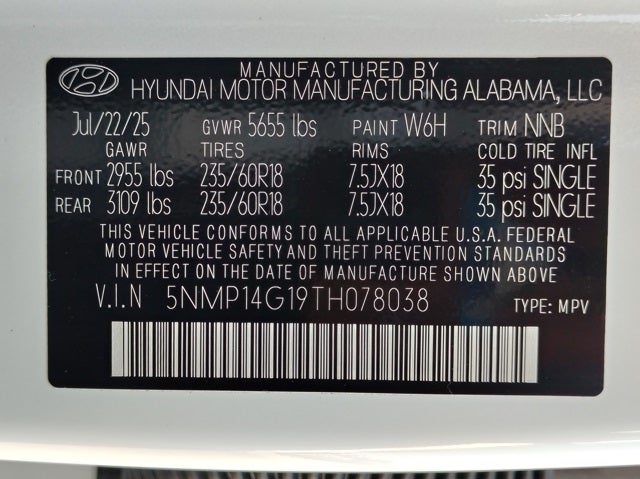 MANUFACTURED BY
HYUNDAI MOTOR MANUFACTURING ALABAMA, LLC
Jul/22/25 GVWR 5655 lbs PAINT W6H TRIM NNB
GAWR TIRES RIMS COLD TIRE INFL
FRONT 2955 lbs 235/60R18 7.5JX18 35 psi SINGLE
REAR 3109 lbs 235/60R18 7.5JX18 35 psi SINGLE
THIS VEHICLE CONFORMS TO ALL APPLICABLE U.S.A. FEDERAL
MOTOR VEHICLE SAFETY AND THEFT PREVENTION STANDARDS
IN EFFECT ON THE DATE OF MANUFACTURE SHOWN ABOVE.
V.I.N 5NMP14G19TH078038 TYPE: MPV